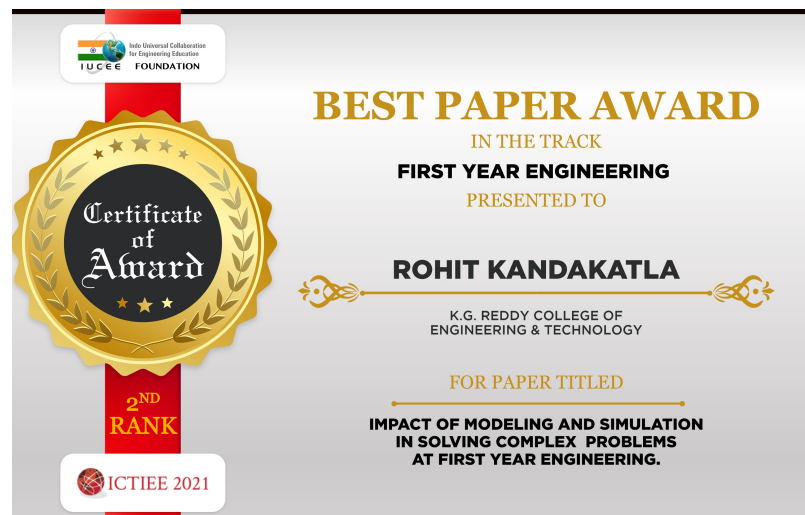 Indo Universal Collaboration
for Engineering Education
IUCEE FOUNDATION
Certificate
of
Award
2ND
RANK
ICTIEE 2021
BEST PAPER AWARD
IN THE TRACK
FIRST YEAR ENGINEERING
PRESENTED TO
ROHIT KANDAKATLA
K.G. REDDY COLLEGE OF
ENGINEERING & TECHNOLOGY
FOR PAPER TITLED
IMPACT OF MODELING AND SIMULATION
IN SOLVING COMPLEX PROBLEMS
AT FIRST YEAR ENGINEERING.